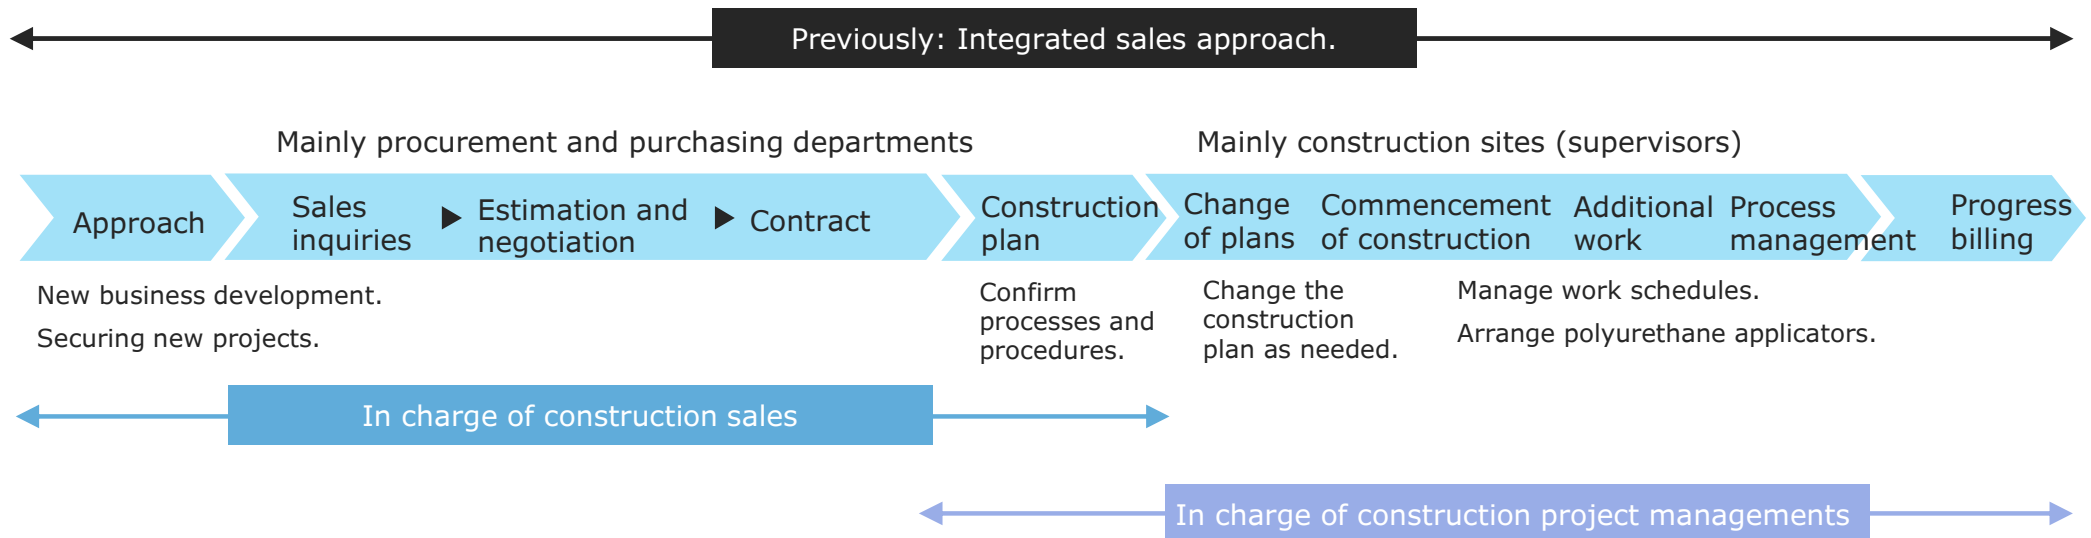 Previously: Integrated sales approach.
Mainly procurement and purchasing departments
Mainly construction sites (supervisors)
Approach
Sales
inquiries
Estimation and
negotiation
Contract
Construction
plan
Change
of plans
Commencement
of construction
Additional
work
Process
management
Progress
billing
New business development.
Securing new projects.
Confirm
processes and
procedures.
Change the
construction
plan as needed.
Manage work schedules.
Arrange polyurethane applicators.
In charge of construction sales
In charge of construction project managements